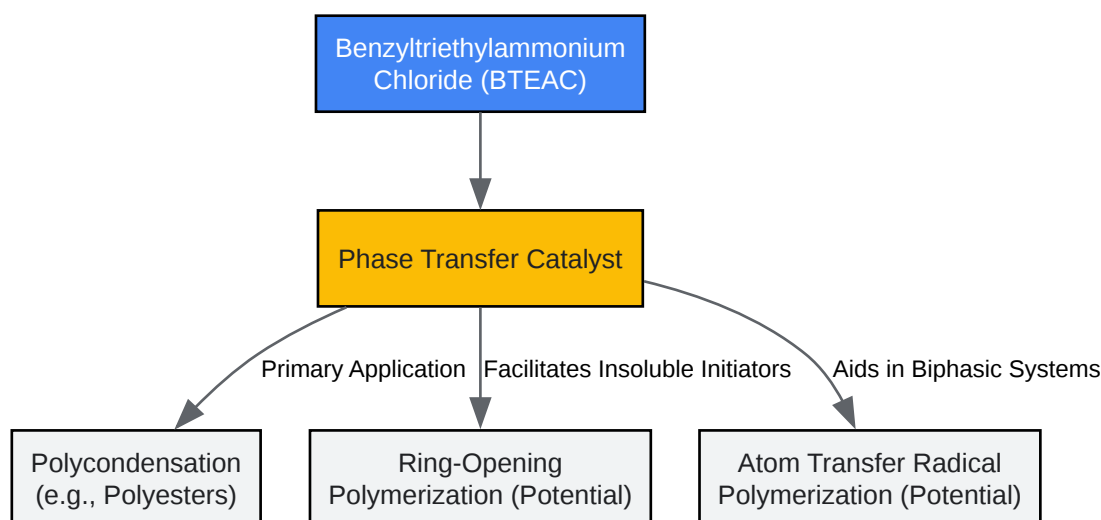 Benzyltriethylammonium
Chloride (BTEAC)
Phase Transfer Catalyst
Primary Application
Facilitates Insoluble Initiators
Aids in Biphasic Systems
Polycondensation
(e.g., Polyesters)
Ring-Opening
Polymerization (Potential)
Atom Transfer Radical
Polymerization (Potential)